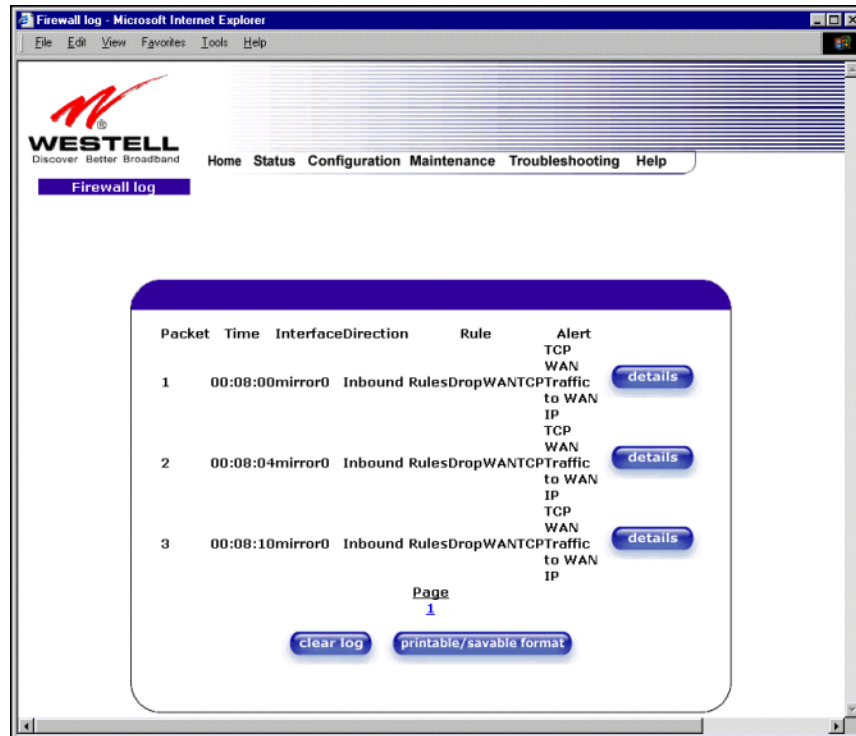 Firewall log - Microsoft Internet Explorer
File Edit View Favorites Tools Help
®
WESTELL
Discover Better Broadband
Home Status Configuration Maintenance Troubleshooting Help
Firewall log
Packet Time InterfaceDirection Rule Alert
TCP
WAN
1 00:08:00mirror0 Inbound RulesDropWANTCPTraffic details
to WAN
IP
TCP
WAN
2 00:08:04mirror0 Inbound RulesDropWANTCPTraffic details
to WAN
IP
TCP
WAN
3 00:08:10mirror0 Inbound RulesDropWANTCPTraffic details
to WAN
IP
Page
1
clear log printable/savable format